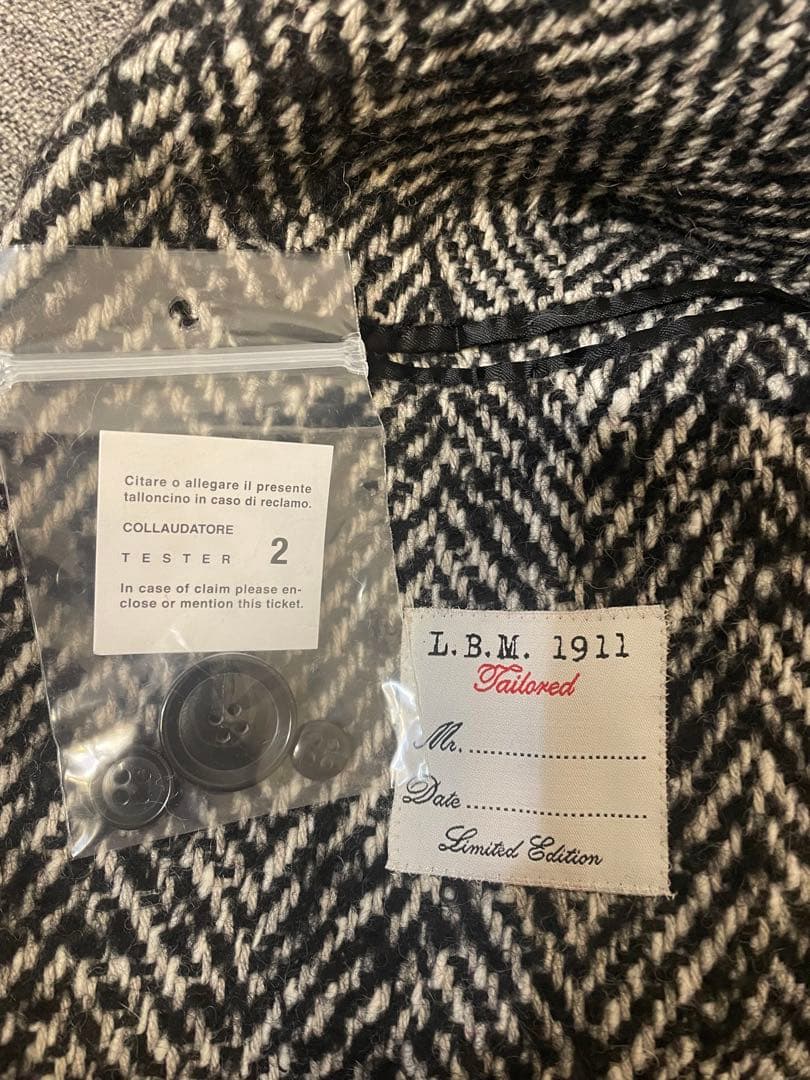 Citare o allegare il presente
talloncino in caso di reclamo.
COLLAUDATORE
TESTER 2
In case of claim please en-
close or mention this ticket.
L.B.M. 1911
Tailored
Mr. ..............................
Date ..............................
Limited Edition